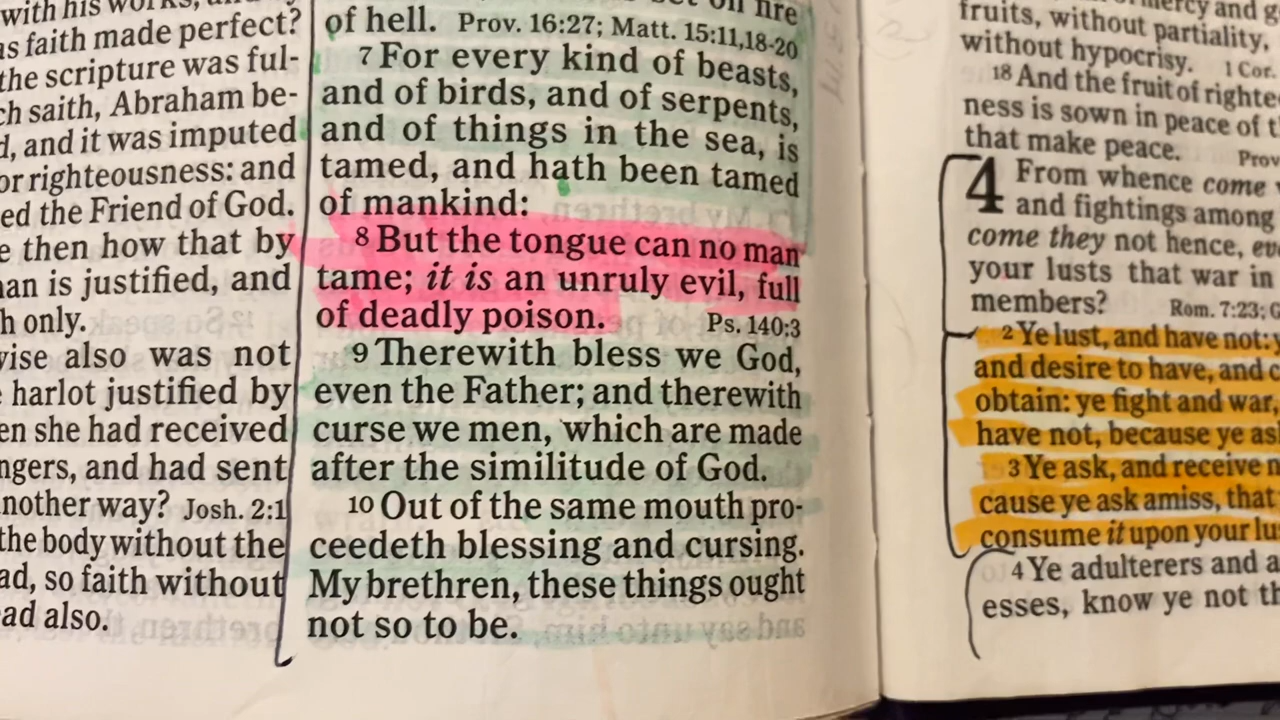 with his works, and
as faith made perfect?
the scripture was ful-
ch saith, Abraham be-
d, and it was imputed
or righteousness: and
ed the Friend of God.
e then how that by
nan is justified, and
h only.
wise also was not
harlot justified by
en she had received
ngers, and had sent
nother way? Josh. 2:1
the body without the
ad, so faith without
ad also.
on fire
of hell. Prov. 16:27; Matt. 15:11,18-20
7 For every kind of beasts,
and of birds, and of serpents,
and of things in the sea, is
tamed, and hath been tamed
of mankind:
8 But the tongue can no man
tame; it is an unruly evil, full
of deadly poison. Ps. 140:3
9 Therewith bless we God,
even the Father; and therewith
curse we men, which are made
after the similitude of God.
10 Out of the same mouth pro-
ceedeth blessing and cursing.
My brethren, these things ought
not so to be.
mercy and g
fruits, without partiality,
without hypocrisy. 1 Cor.
18 And the fruit of righte
ness is sown in peace of t
that make peace. Prov
4 From whence come
and fightings among
come they not hence, ev
your lusts that war in
members? Rom. 7:23; G
2 Ye lust, and have not: y
and desire to have, and c
obtain: ye fight and war,
have not, because ye as
3 Ye ask, and receive n
cause ye ask amiss, that
consume it upon your lu
4 Ye adulterers and a
esses, know ye not th